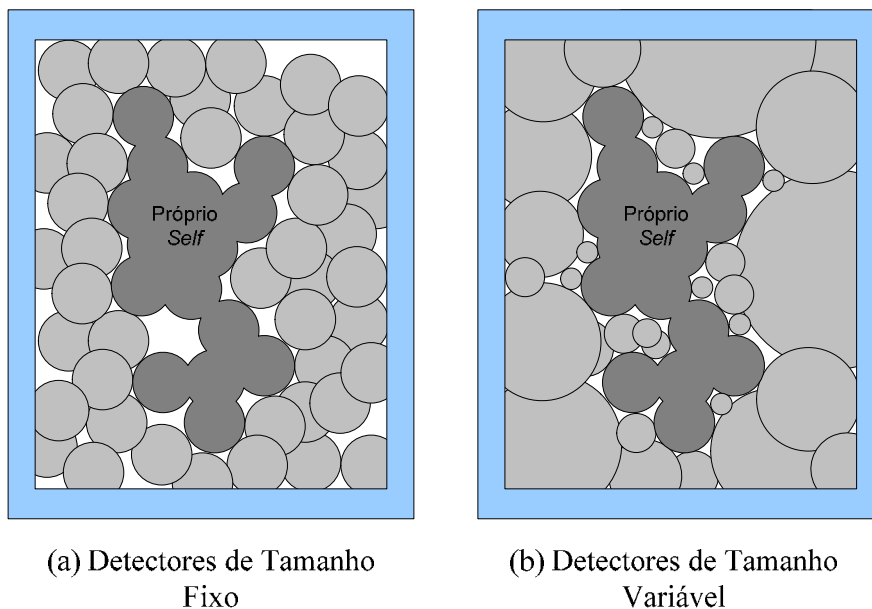 Próprio
Self
Próprio
Self
(a) Detectores de Tamanho
Fixo
(b) Detectores de Tamanho
Variável